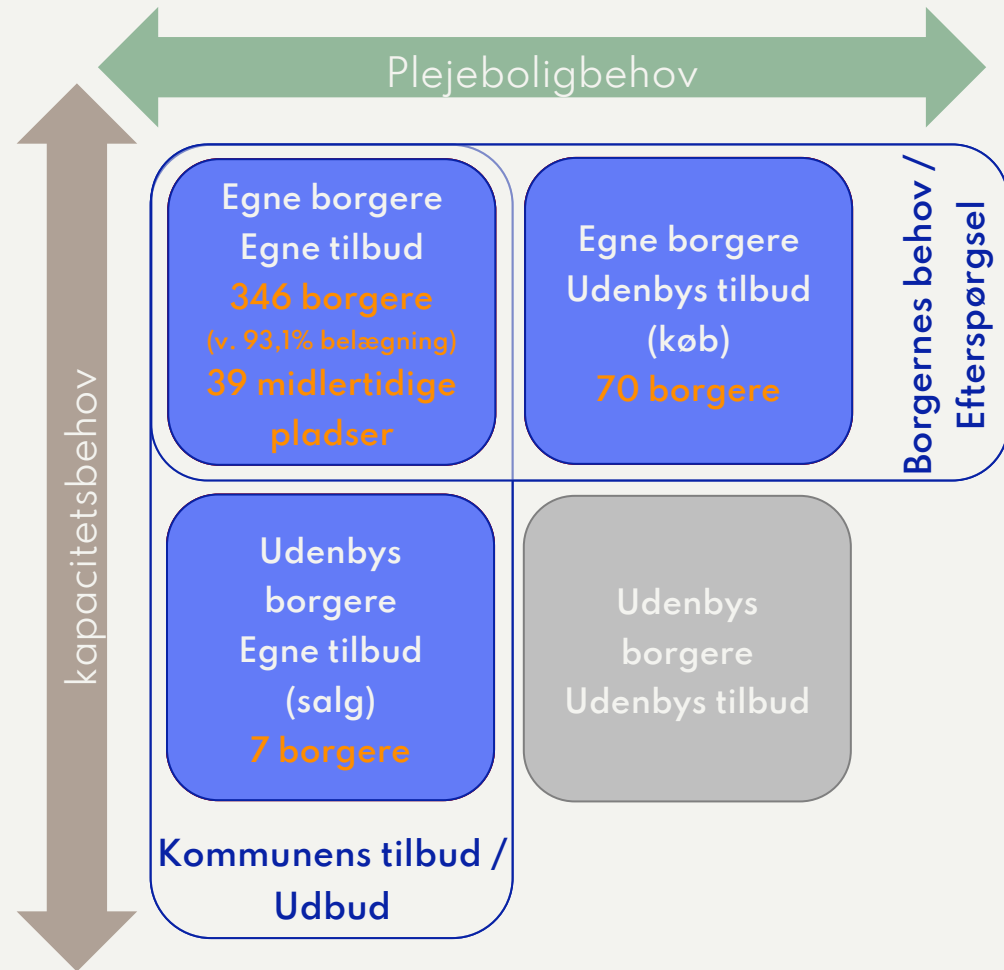 Plejeboligbehov
kapacitetsbehov
Egne borgere
Egne tilbud
346 borgere
(v. 93,1% belægning)
39 midlertidige
pladser
Egne borgere
Udenbys tilbud
(køb)
70 borgere
Borgernes behov /
Efterspørgsel
Udenbys
borgere
Egne tilbud
(salg)
7 borgere
Udenbys
borgere
Udenbys tilbud
Kommunens tilbud /
Udbud